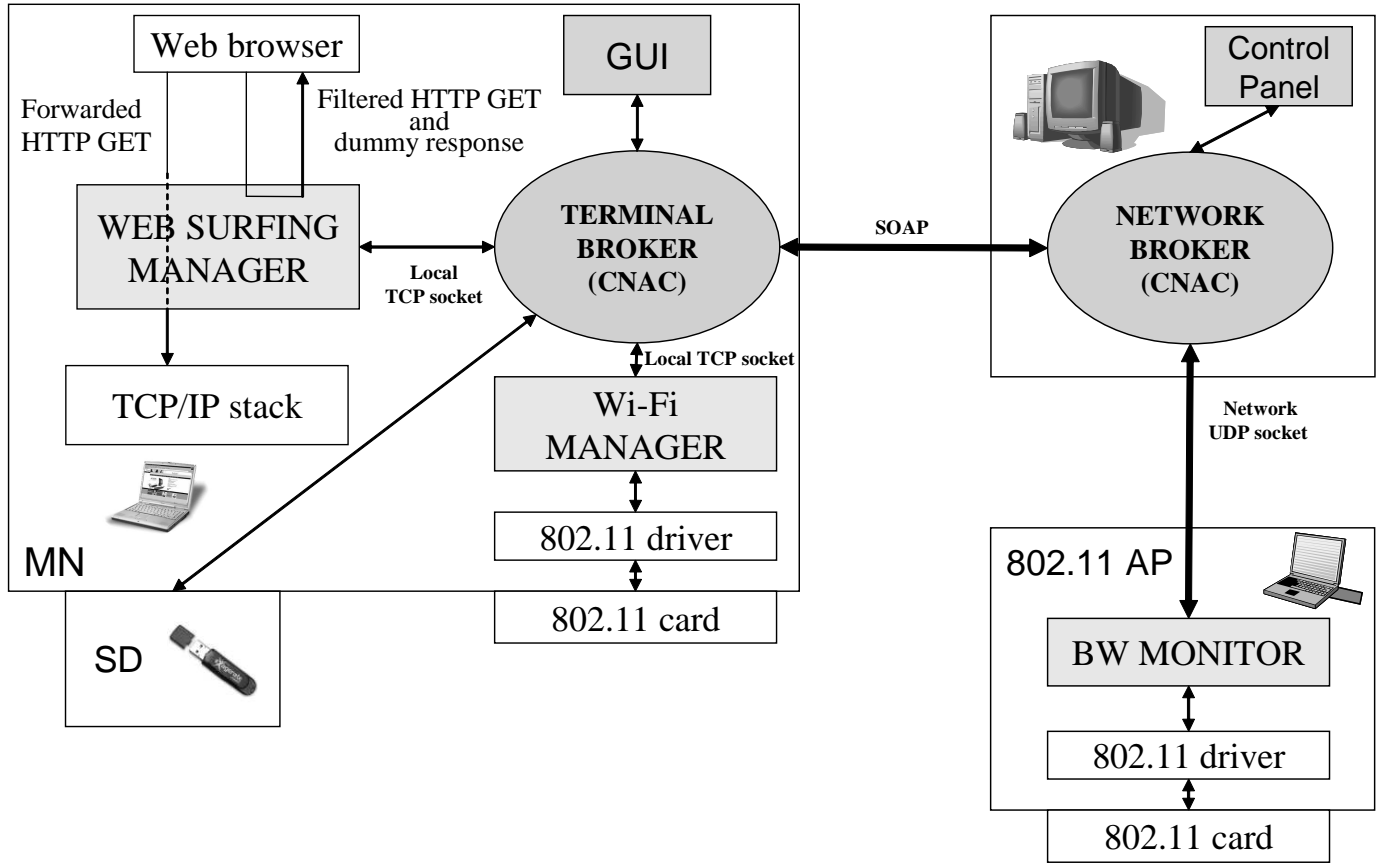 Web browser
GUI
Control
Panel
Forwarded
HTTP GET
Filtered HTTP GET
and
dummy response
WEB SURFING
MANAGER
Local
TCP socket
TERMINAL
BROKER
(CNAC)
SOAP
NETWORK
BROKER
(CNAC)
Local TCP socket
TCP/IP stack
Wi-Fi
MANAGER
Network
UDP socket
802.11 driver
MN
802.11 card
SD
802.11 AP
BW MONITOR
802.11 driver
802.11 card